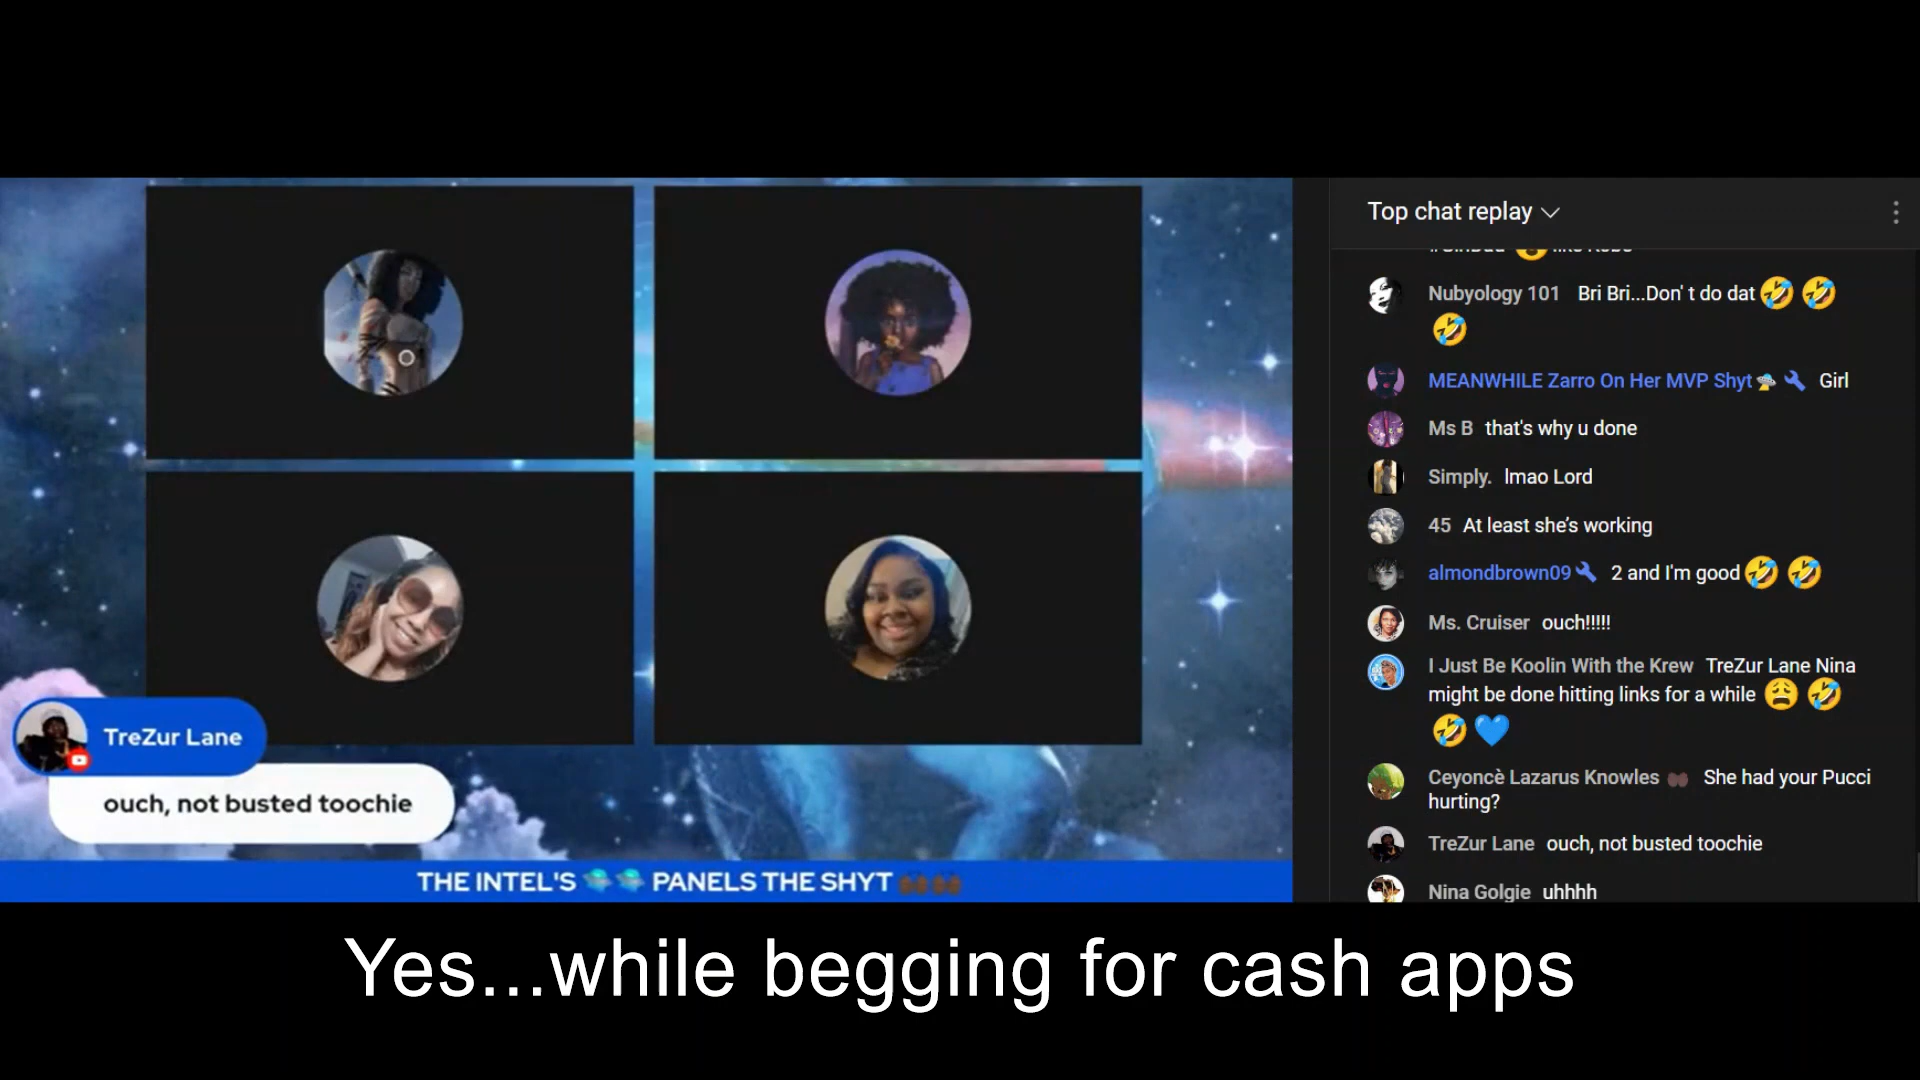 Top chat replay
Nubyology 101 Bri Bri...Don' t do dat 🤣 🤣
🤣
MEANWHILE Zarro On Her MVP Shyt 🛸 Girl
Ms B that's why u done
Simply. lmao Lord
45 At least she's working
almondbrown09 2 and I'm good 🤣 🤣
Ms. Cruiser ouch!!!!!
I Just Be Koolin With the Krew TreZur Lane Nina
might be done hitting links for a while 😩 🤣
🤣 💙
Ceyoncè Lazarus Knowles She had your Pucci
hurting?
TreZur Lane ouch, not busted toochie
Nina Golgie uhhhh
TreZur Lane
ouch, not busted toochie
THE INTEL'S 🛸🛸 PANELS THE SHYT
Yes...while begging for cash apps